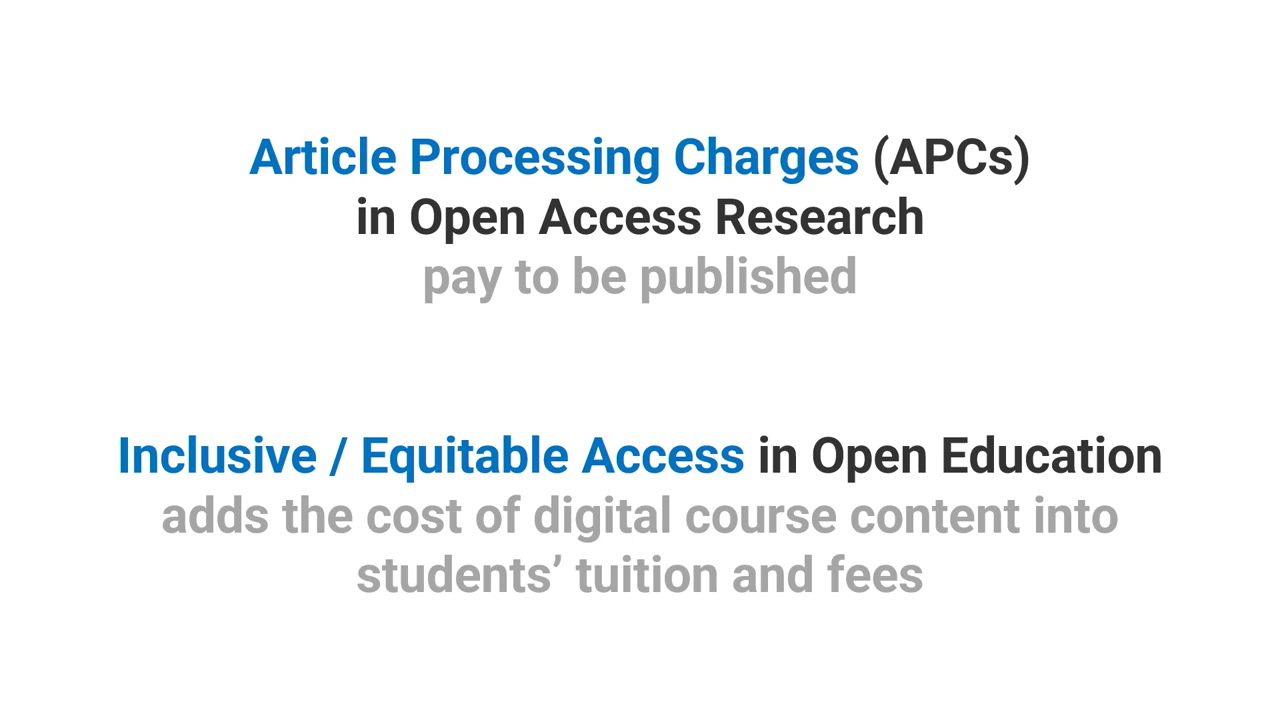 Article Processing Charges (APCs)
in Open Access Research
pay to be published
Inclusive / Equitable Access in Open Education
adds the cost of digital course content into
students’ tuition and fees